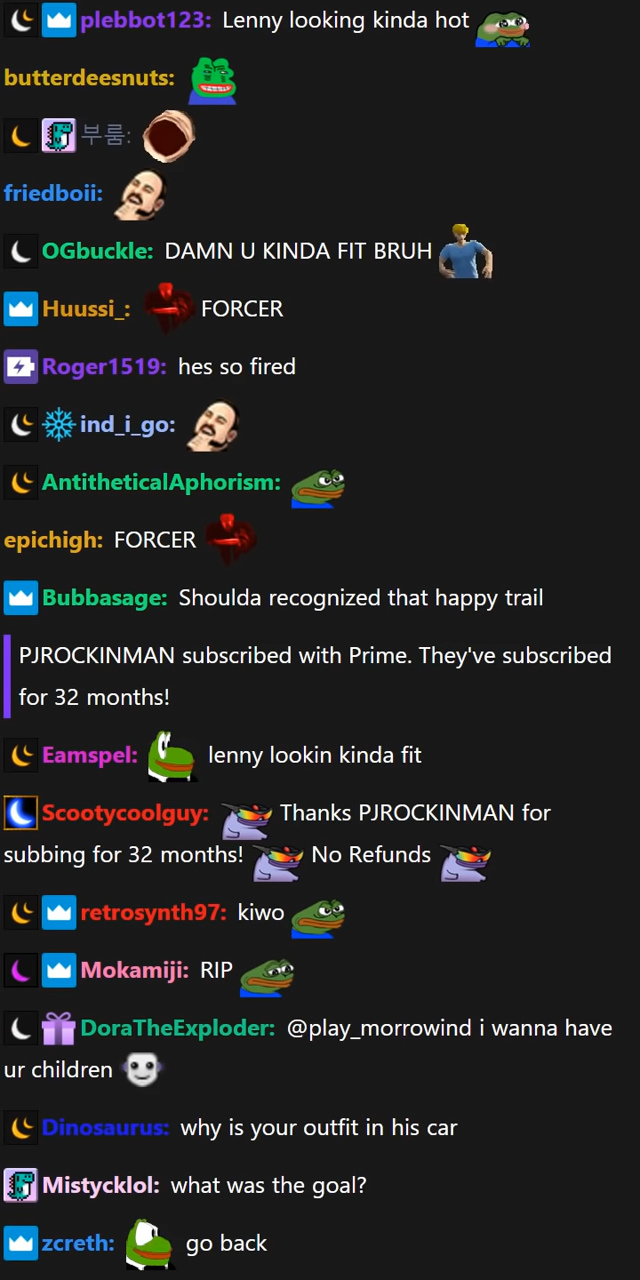 plebbot123: Lenny looking kinda hot
butterdeesnuts:
부룸:
friedboii:
OGbuckle: DAMN U KINDA FIT BRUH
Huussi_: FORCER
Roger1519: hes so fired
ind_i_go:
AntitheticalAphorism:
epichigh: FORCER
Bubbasage: Shoulda recognized that happy trail
PJROCKINMAN subscribed with Prime. They've subscribed
for 32 months!
Eamspel: lenny lookin kinda fit
Scootycoolguy: Thanks PJROCKINMAN for
subbing for 32 months! No Refunds
retrosynth97: kiwo
Mokamiji: RIP
DoraTheExploder: @play_morrowind i wanna have
ur children
Dinosaurus: why is your outfit in his car
Mistycklol: what was the goal?
zcreth: go back